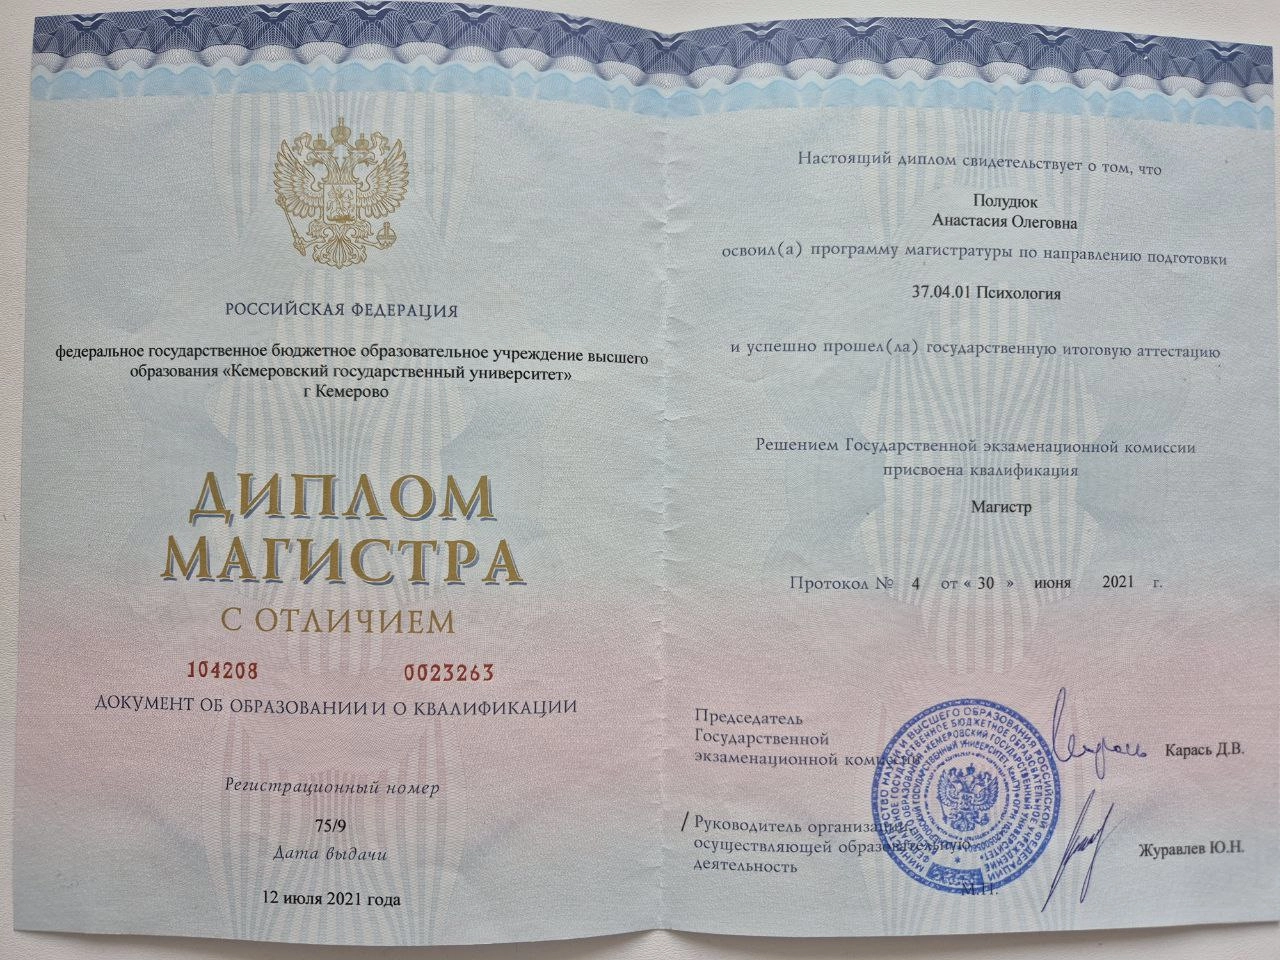 РОССИЙСКАЯ ФЕДЕРАЦИЯ
федеральное государственное бюджетное образовательное учреждение высшего
образования «Кемеровский государственный университет»
г Кемерово
ДИПЛОМ
МАГИСТРА
С ОТЛИЧИЕМ
104208 0023263
ДОКУМЕНТ ОБ ОБРАЗОВАНИИ И О КВАЛИФИКАЦИИ
Регистрационный номер
75/9
Дата выдачи
12 июля 2021 года
Настоящий диплом свидетельствует о том, что
Полудюк
Анастасия Олеговна
освоил(а) программу магистратуры по направлению подготовки
37.04.01 Психология
и успешно прошел(ла) государственную итоговую аттестацию
Решением Государственной экзаменационной комиссии
присвоена квалификация
Магистр
Протокол № 4 от « 30 » июня 2021 г.
Председатель
Государственной
экзаменационной комиссии
Карась Д.В.
/ Руководитель организации,
осуществляющей образовательную
деятельность
Журавлев Ю.Н.
М.П.